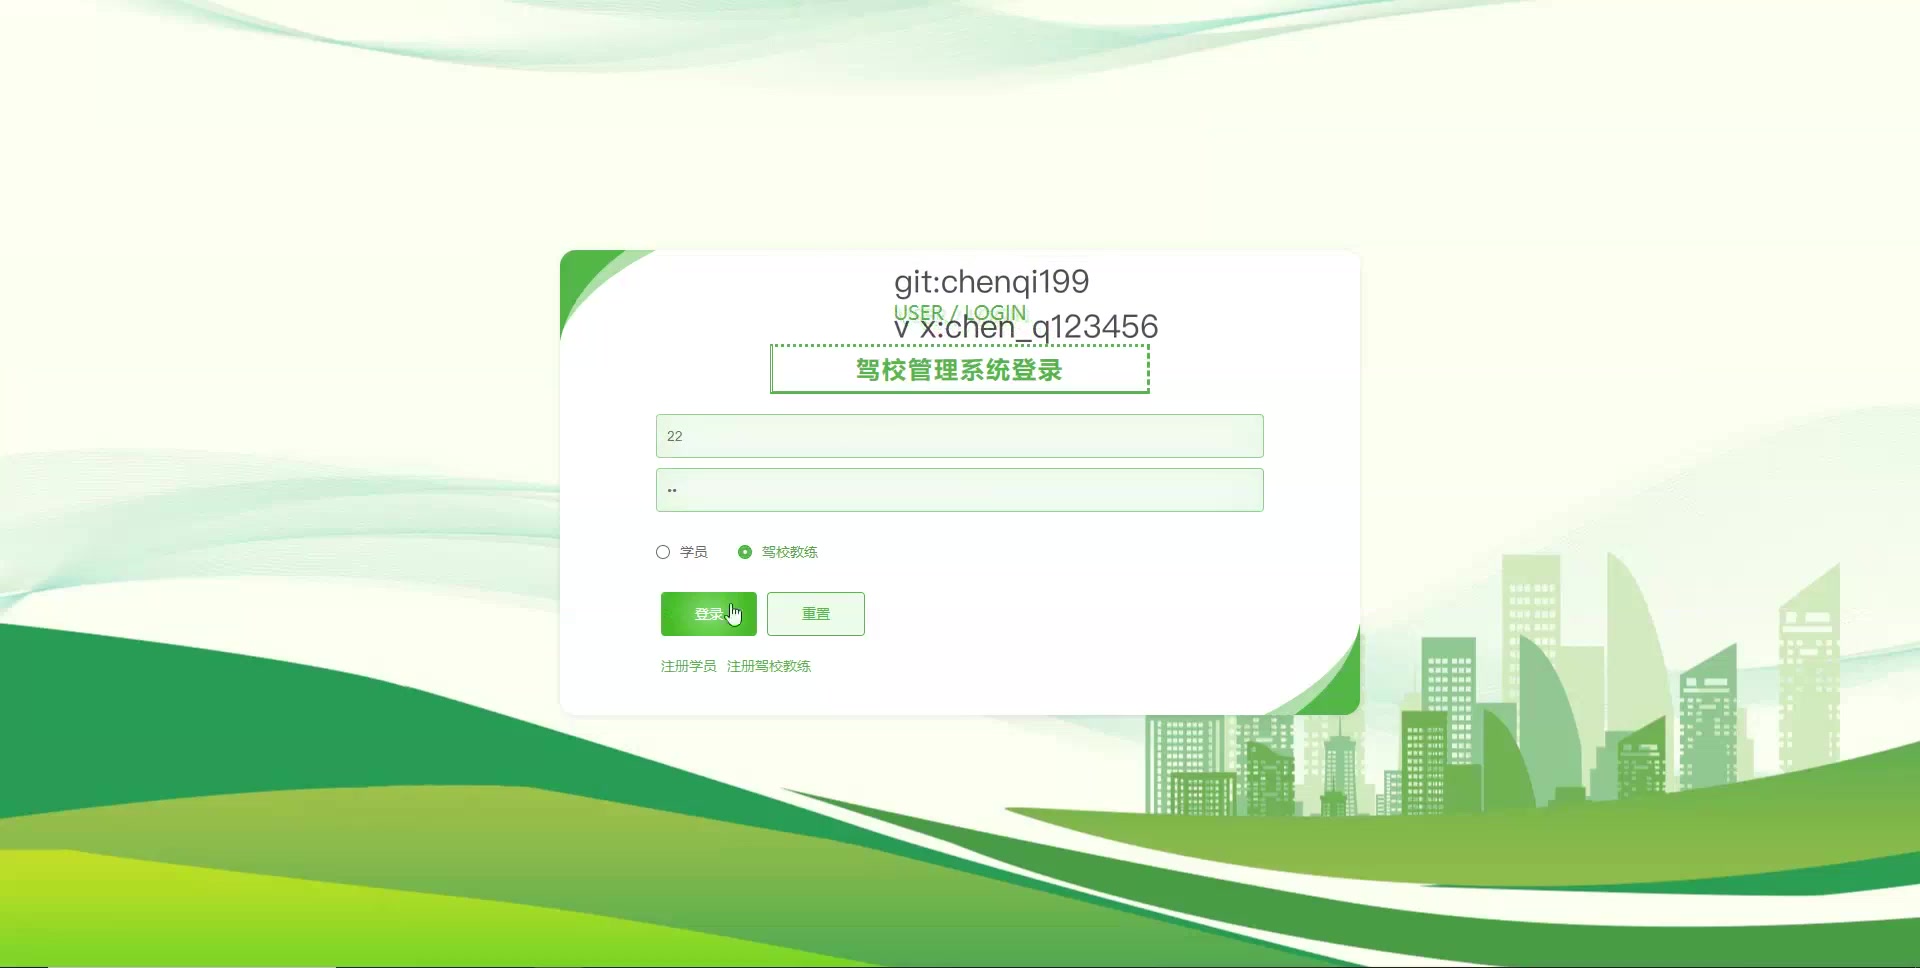 git:chenqi199
USER / LOGIN
v x:chen_q123456
驾校管理系统登录
22
••
学员 驾校教练
登录 重置
注册学员 注册驾校教练